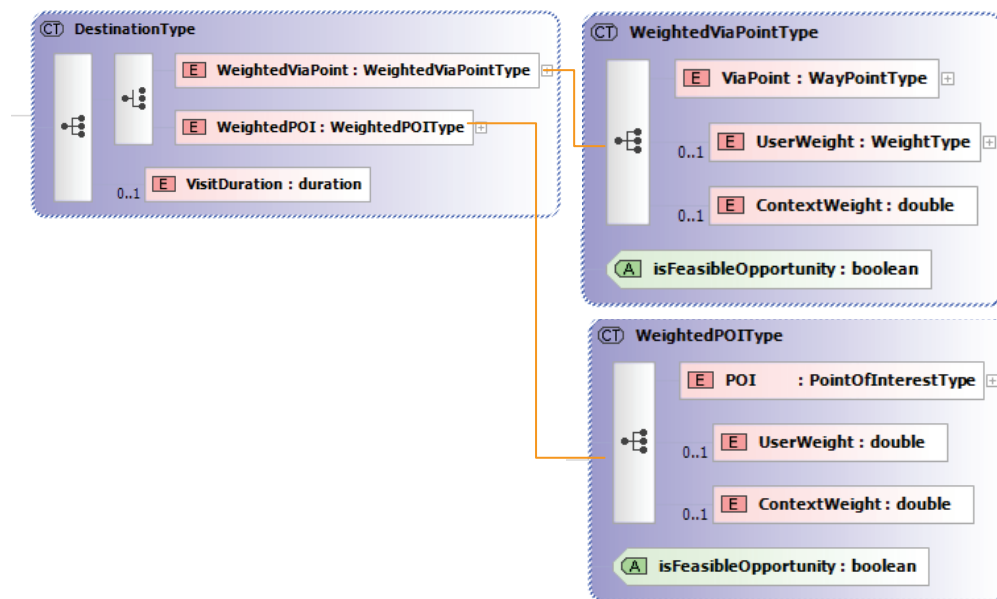 CT DestinationType
E WeightedViaPoint : WeightedViaPointType
E WeightedPOI : WeightedPOIType
0..1 E VisitDuration : duration
CT WeightedViaPointType
E ViaPoint : WayPointType
0..1 E UserWeight : WeightType
0..1 E ContextWeight : double
A isFeasibleOpportunity : boolean
CT WeightedPOIType
E POI : PointOfInterestType
0..1 E UserWeight : double
0..1 E ContextWeight : double
A isFeasibleOpportunity : boolean